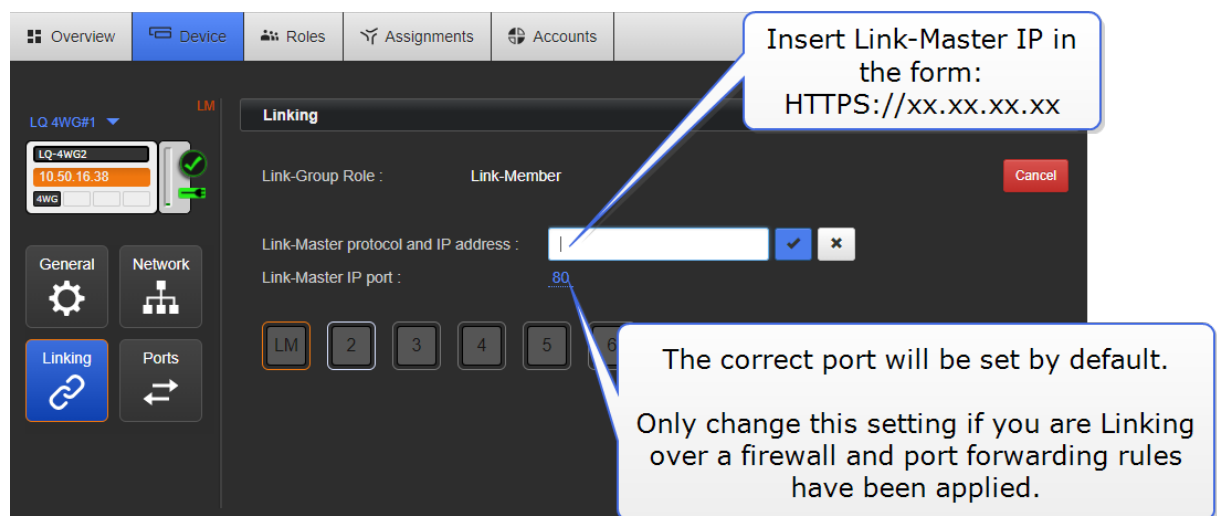 Overview
Device
Roles
Assignments
Accounts
Insert Link-Master IP in
the form:
HTTPS://xx.xx.xx.xx
LQ 4WG#1
LM
LQ-4WG2
10.50.16.38
4WG
Linking
Link-Group Role :
Link-Member
Cancel
Link-Master protocol and IP address :
Link-Master IP port :
80
General
Network
Linking
Ports
LM
2
3
4
5
6
The correct port will be set by default.
Only change this setting if you are Linking
over a firewall and port forwarding rules
have been applied.